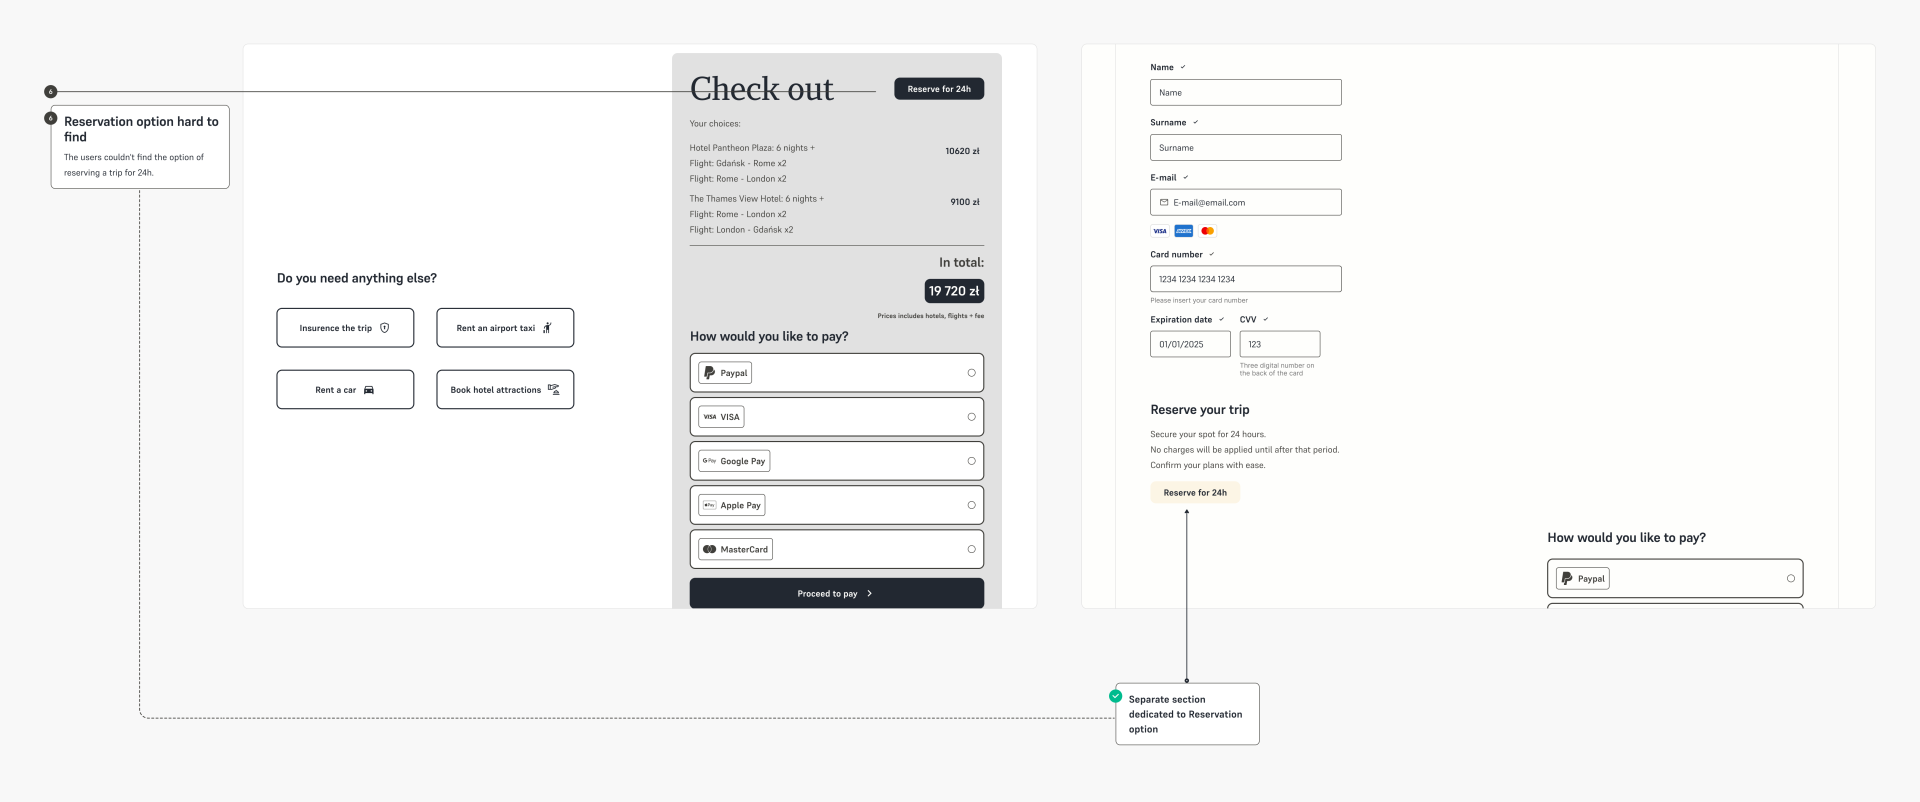 6
6
Reservation option hard to
find
The users couldn't find the option of
reserving a trip for 24h.
Do you need anything else?
Insurence the trip
Rent an airport taxi
Rent a car
Book hotel attractions
Check out
Reserve for 24h
Your choices:
Hotel Pantheon Plaza: 6 nights +
10620 zł
Flight: Gdańsk - Rome x2
Flight: Rome - London x2
The Thames View Hotel: 6 nights +
9100 zł
Flight: Rome - London x2
Flight: London - Gdańsk x2
In total:
19 720 zł
Prices includes hotels, flights + fee
How would you like to pay?
Paypal
VISA VISA
G Pay Google Pay
Pay Apple Pay
MasterCard
Proceed to pay
Name
Name
Surname
Surname
E-mail
E-mail@email.com
VISA
Card number
1234 1234 1234 1234
Please insert your card number
Expiration date
CVV
01/01/2025
123
Three digital number on
the back of the card
Reserve your trip
Secure your spot for 24 hours.
No charges will be applied until after that period.
Confirm your plans with ease.
Reserve for 24h
How would you like to pay?
Paypal
Separate section
dedicated to Reservation
option